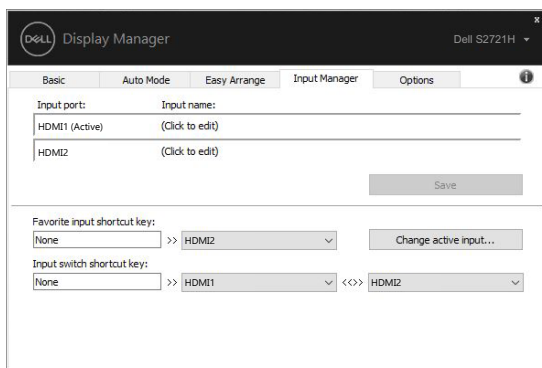 x
DELL Display Manager Dell S2721H
Basic Auto Mode Easy Arrange Input Manager Options i
Input port: Input name:
HDMI1 (Active) (Click to edit)
HDMI2 (Click to edit)
Save
Favorite input shortcut key:
None >> HDMI2 Change active input...
Input switch shortcut key:
None >> HDMI1 <<>> HDMI2